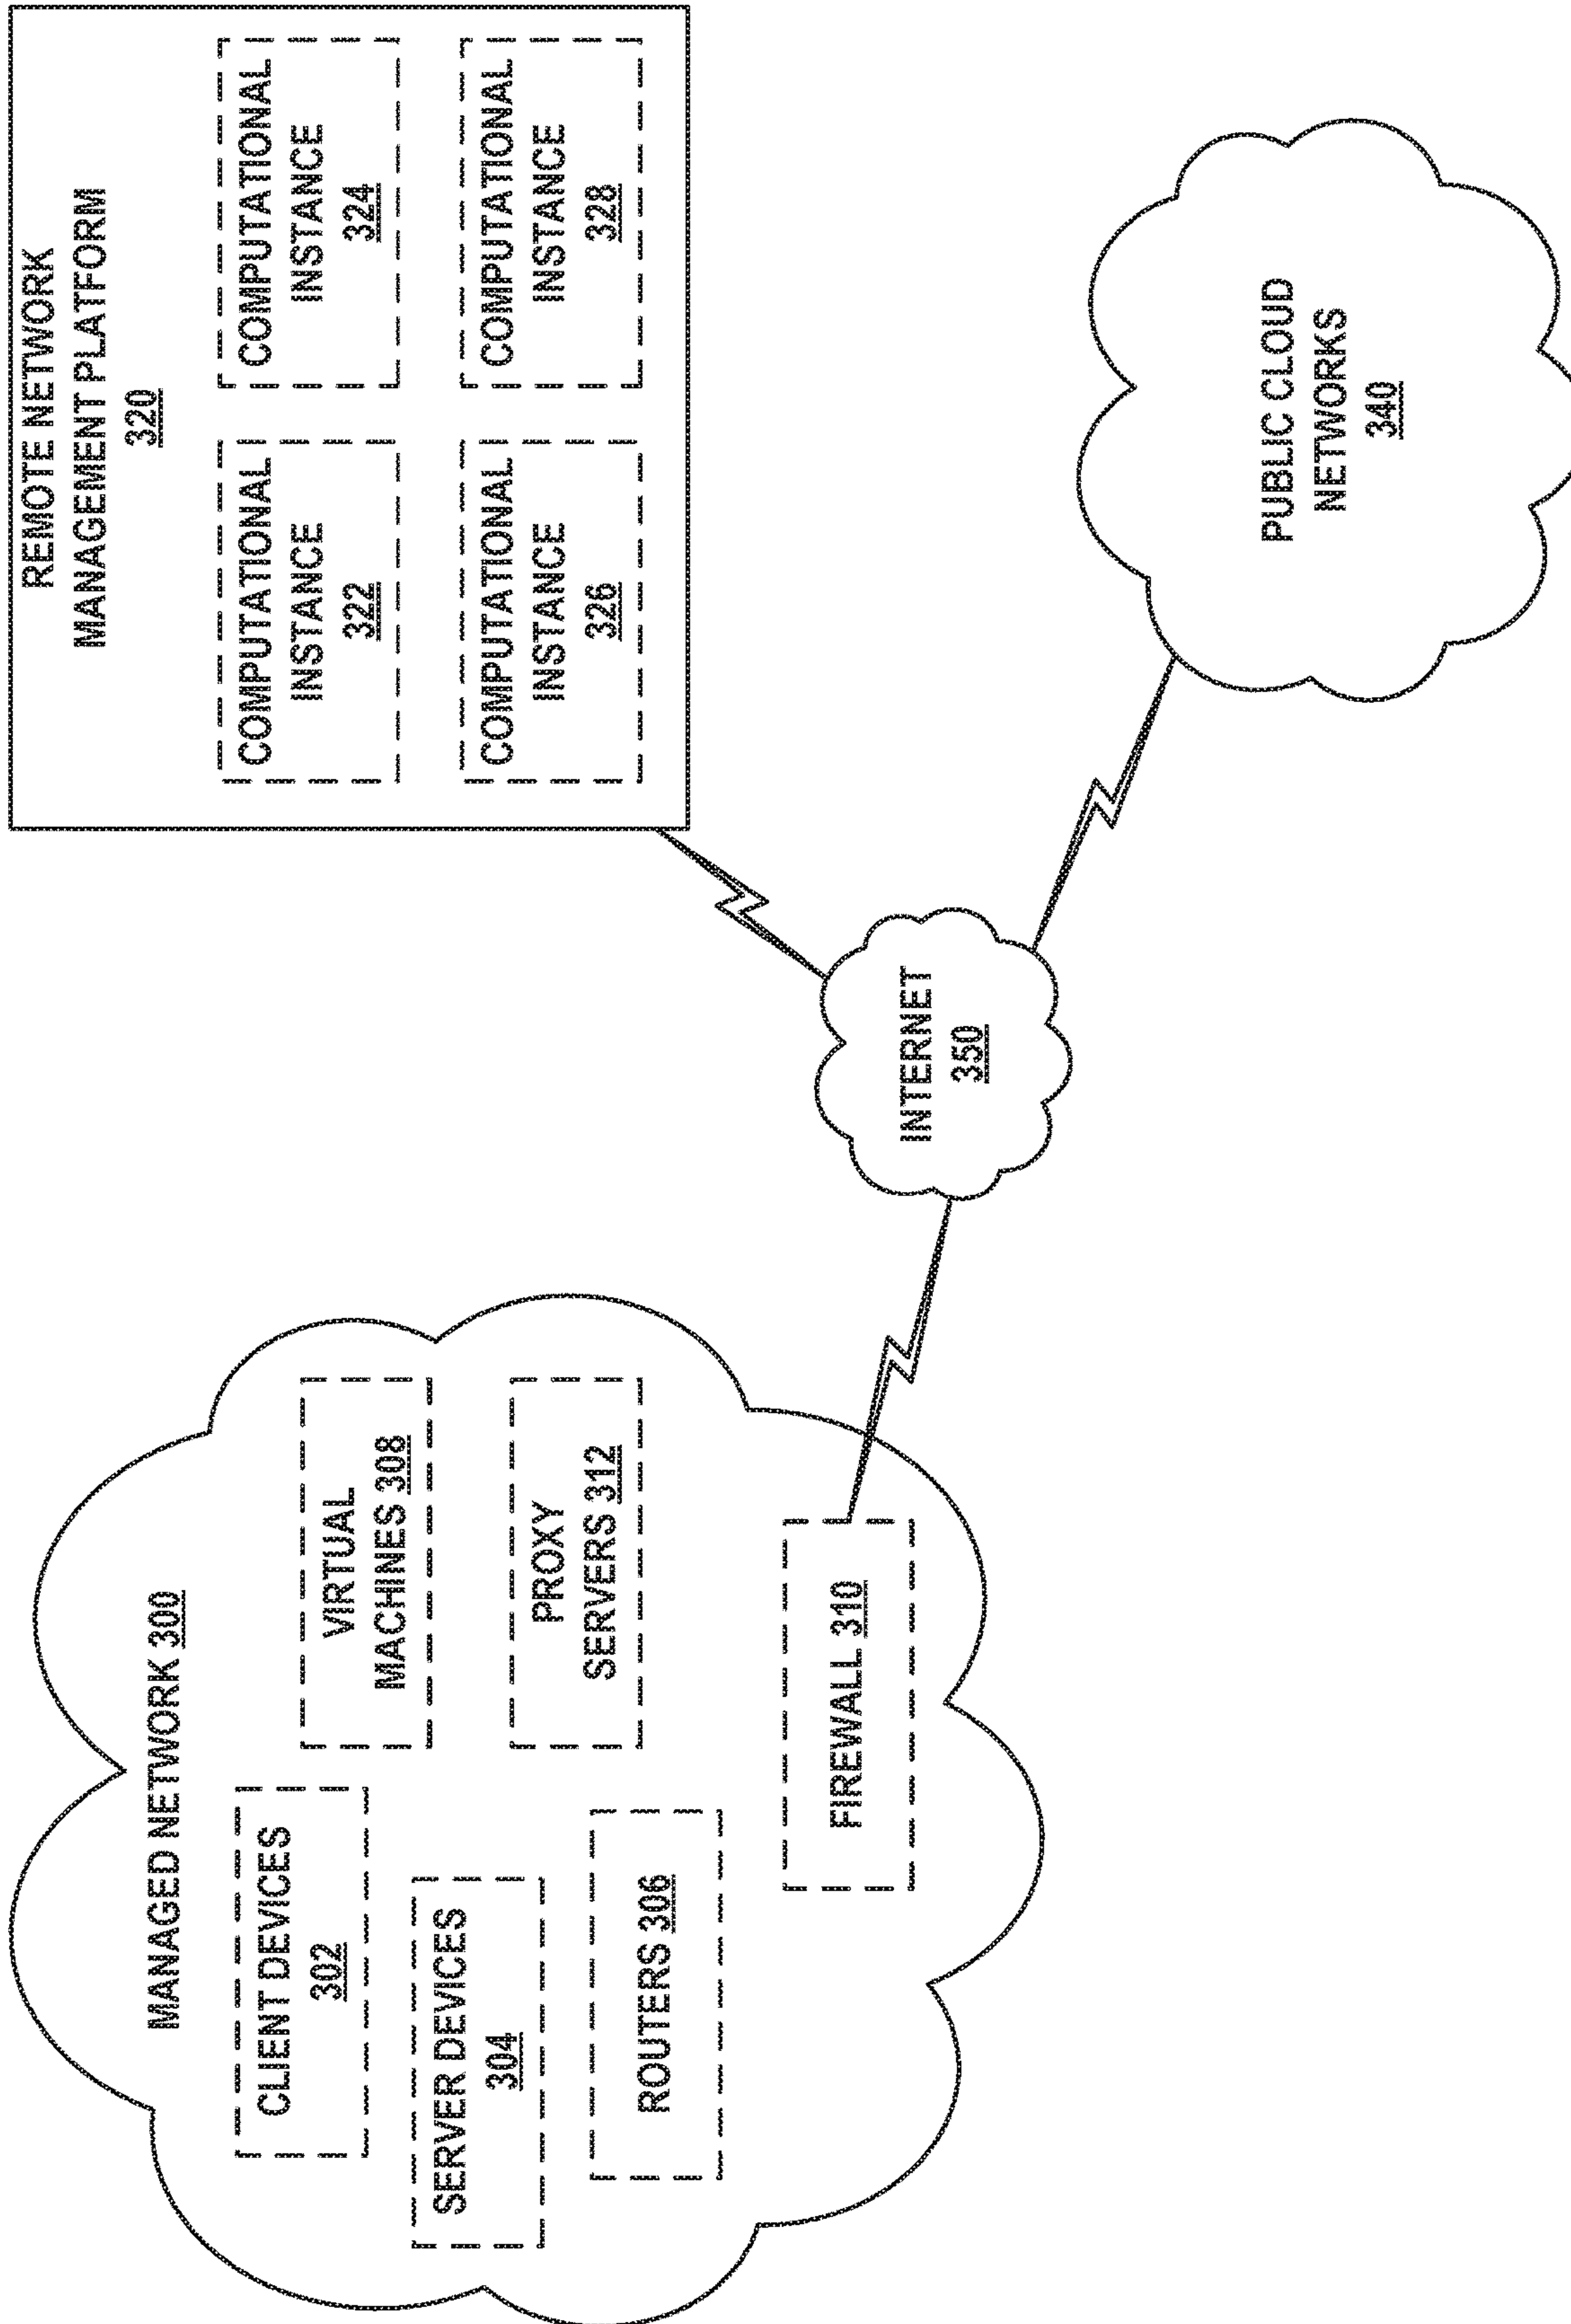 MANAGED NETWORK 300
CLIENT DEVICES
302
SERVER DEVICES
304
ROUTERS 306
VIRTUAL
MACHINES 308
PROXY
SERVERS 312
FIREWALL 310
INTERNET
350
REMOTE NETWORK
MANAGEMENT PLATFORM
320
COMPUTATIONAL
INSTANCE
322
COMPUTATIONAL
INSTANCE
324
COMPUTATIONAL
INSTANCE
326
COMPUTATIONAL
INSTANCE
328
PUBLIC CLOUD
NETWORKS
340